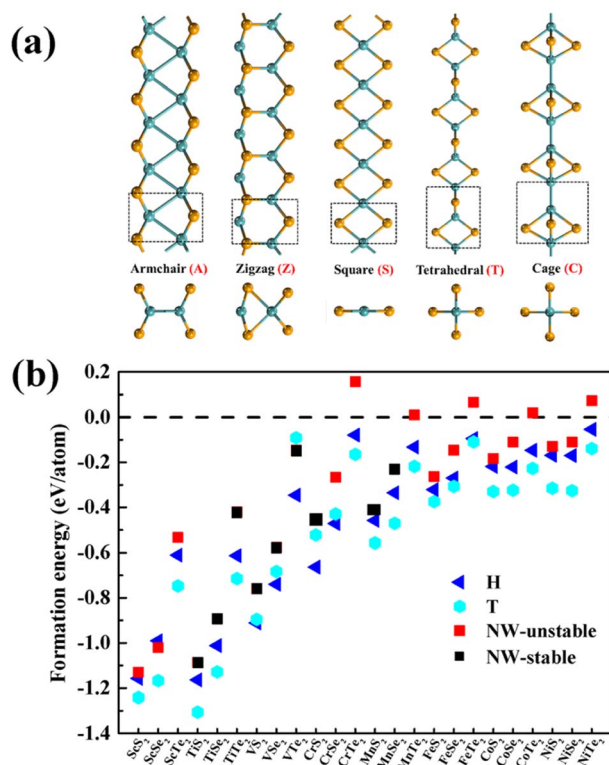 (a)
Armchair (A) Zigzag (Z) Square (S) Tetrahedral (T) Cage (C)
(b)
Formation energy (eV/atom)
0.2
0.0
-0.2
-0.4
-0.6
-0.8
-1.0
-1.2
-1.4
H
T
NW-unstable
NW-stable
ScS₂ ScSe₂ ScTe₂ TiS₂ TiSe₂ TiTe₂ VS₂ VSe₂ VTe₂ CrS₂ CrSe₂ CrTe₂ MnS₂ MnSe₂ MnTe₂ FeS₂ FeSe₂ FeTe₂ CoS₂ CoSe₂ CoTe₂ NiS₂ NiSe₂ NiTe₂